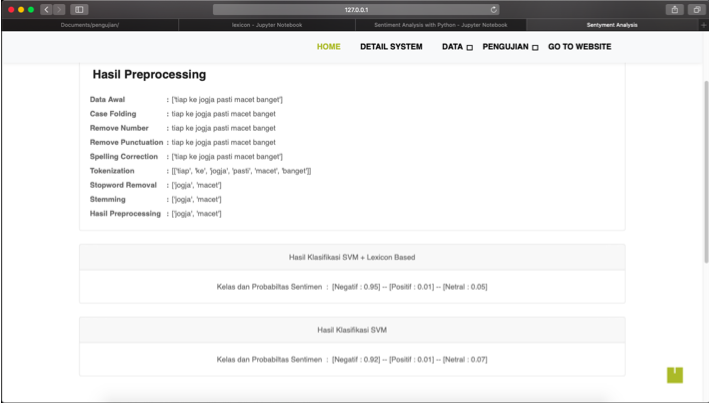 127.0.0.1
Documents/pengujian/
lexicon - Jupyter Notebook
Sentiment Analysis with Python - Jupyter Notebook
Sentyment Analysis
HOME DETAIL SYSTEM DATA PENGUJIAN GO TO WEBSITE
Hasil Preprocessing
Data Awal : ['tiap ke jogja pasti macet banget']
Case Folding : tiap ke jogja pasti macet banget
Remove Number : tiap ke jogja pasti macet banget
Remove Punctuation : tiap ke jogja pasti macet banget
Spelling Correction : ['tiap ke jogja pasti macet banget']
Tokenization : [['tiap', 'ke', 'jogja', 'pasti', 'macet', 'banget']]
Stopword Removal : ['jogja', 'macet']
Stemming : ['jogja', 'macet']
Hasil Preprocessing : ['jogja', 'macet']
Hasil Klasifikasi SVM + Lexicon Based
Kelas dan Probabiltas Sentimen : [Negatif : 0.95] -- [Positif : 0.01] -- [Netral : 0.05]
Hasil Klasifikasi SVM
Kelas dan Probabiltas Sentimen : [Negatif : 0.92] -- [Positif : 0.01] -- [Netral : 0.07]